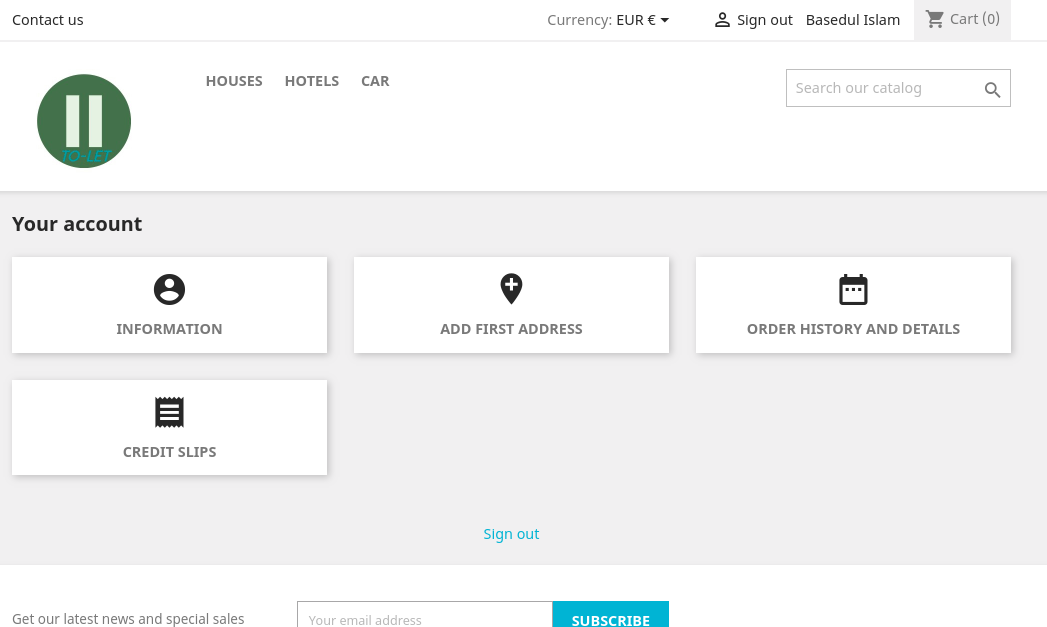 Contact us
Currency: EUR €
Sign out
Basedul Islam
Cart (0)
TO-LET
HOUSES
HOTELS
CAR
Search our catalog
Your account
INFORMATION
ADD FIRST ADDRESS
ORDER HISTORY AND DETAILS
CREDIT SLIPS
Sign out
Get our latest news and special sales
Your email address
SUBSCRIBE